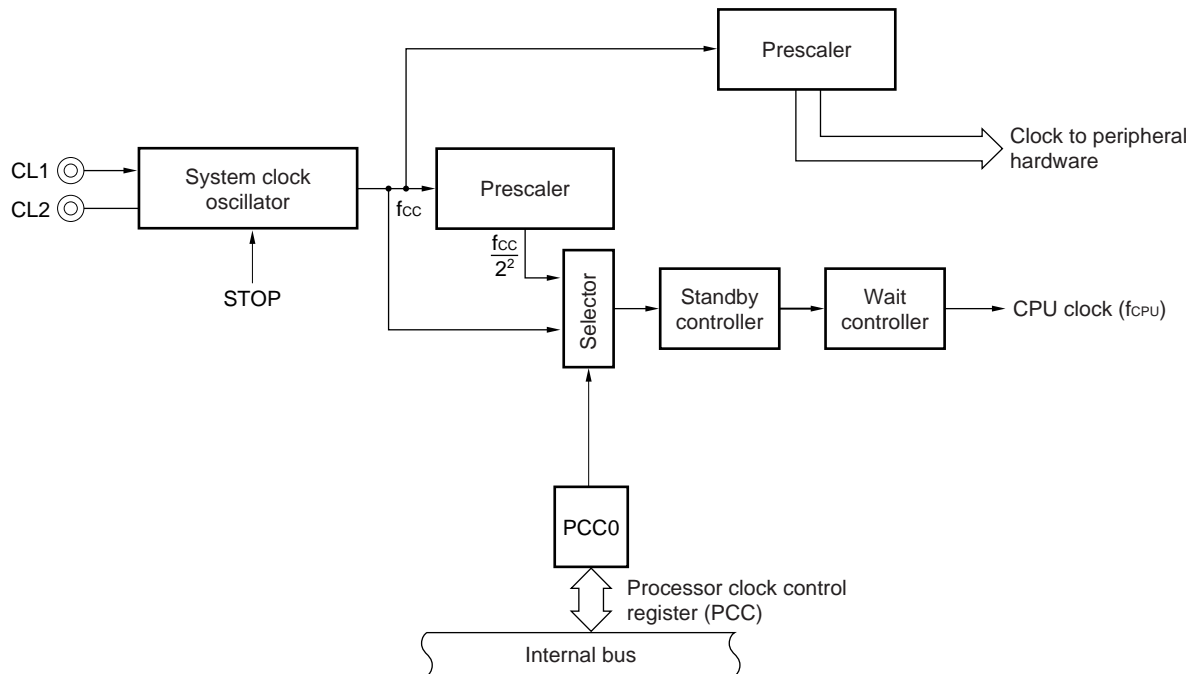 Prescaler
Clock to peripheral
hardware
CL1
CL2
System clock
oscillator
fCC
Prescaler
fCC
2²
STOP
Selector
Standby
controller
Wait
controller
CPU clock (fCPU)
PCC0
Processor clock control
register (PCC)
Internal bus